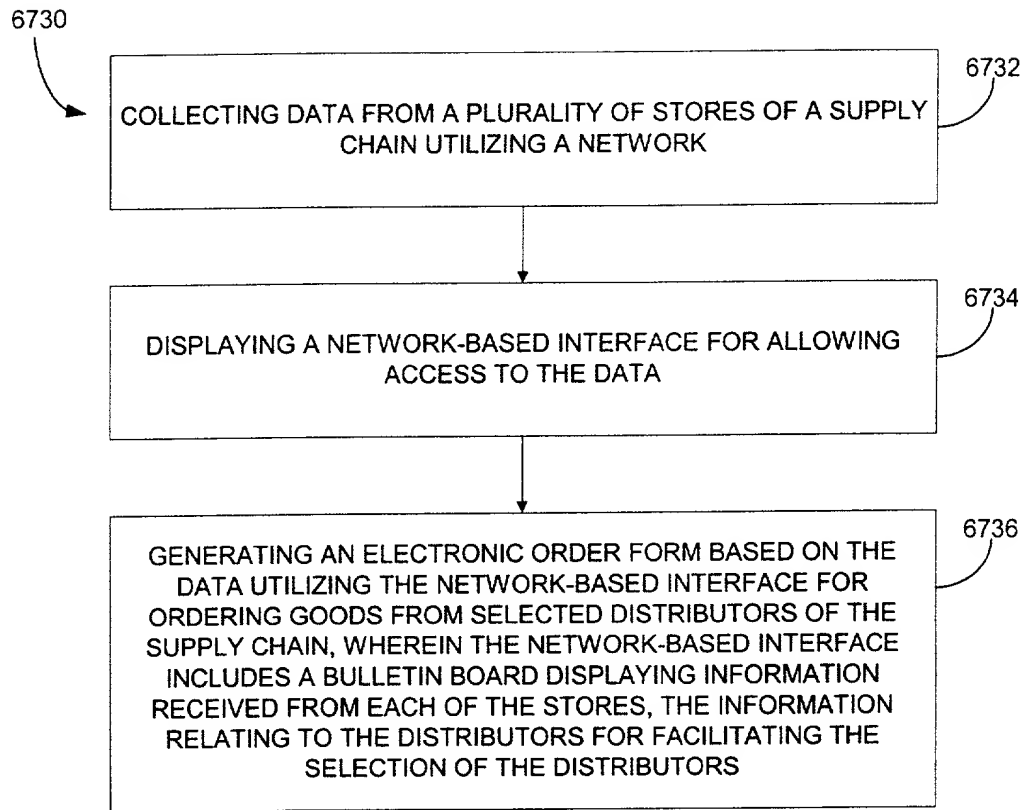 6730
6732
COLLECTING DATA FROM A PLURALITY OF STORES OF A SUPPLY
CHAIN UTILIZING A NETWORK
6734
DISPLAYING A NETWORK-BASED INTERFACE FOR ALLOWING
ACCESS TO THE DATA
6736
GENERATING AN ELECTRONIC ORDER FORM BASED ON THE
DATA UTILIZING THE NETWORK-BASED INTERFACE FOR
ORDERING GOODS FROM SELECTED DISTRIBUTORS OF THE
SUPPLY CHAIN, WHEREIN THE NETWORK-BASED INTERFACE
INCLUDES A BULLETIN BOARD DISPLAYING INFORMATION
RECEIVED FROM EACH OF THE STORES, THE INFORMATION
RELATING TO THE DISTRIBUTORS FOR FACILITATING THE
SELECTION OF THE DISTRIBUTORS